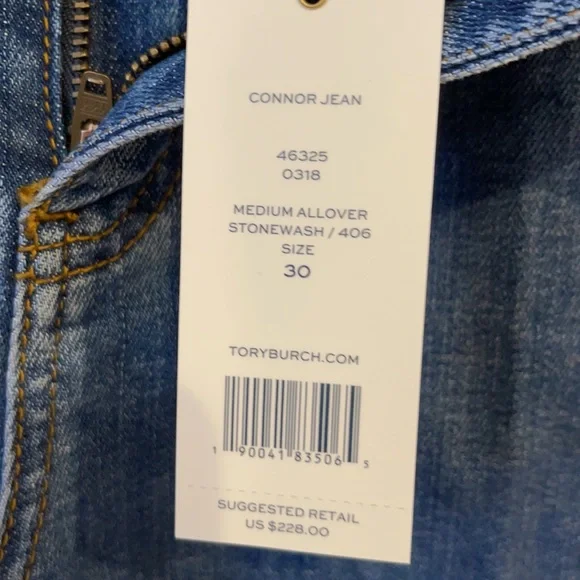 CONNOR JEAN
46325
0318
MEDIUM ALLOVER
STONEWASH / 406
SIZE
30
TORYBURCH.COM
1 90041 83506 5
SUGGESTED RETAIL
US $228.00